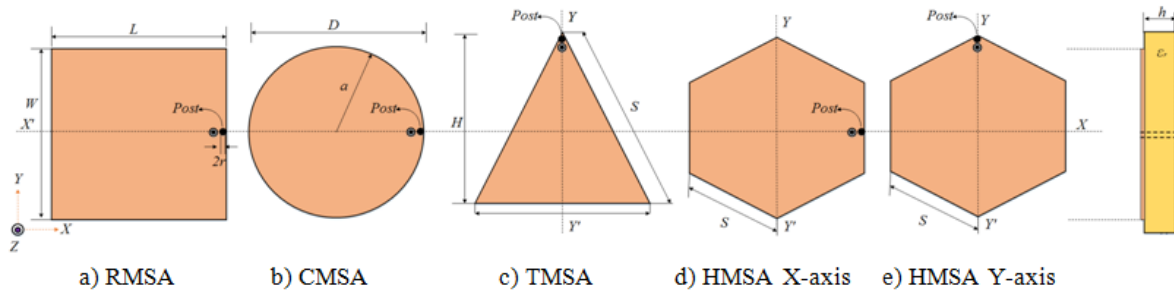 L
W
X'
Post
2r
Y
Z
X
a) RMSA
D
a
Post
b) CMSA
Post
Y
H
S
Y'
c) TMSA
Y
Post
S
Y'
d) HMSA X-axis
Post
Y
X
S
Y'
e) HMSA Y-axis
h
εr